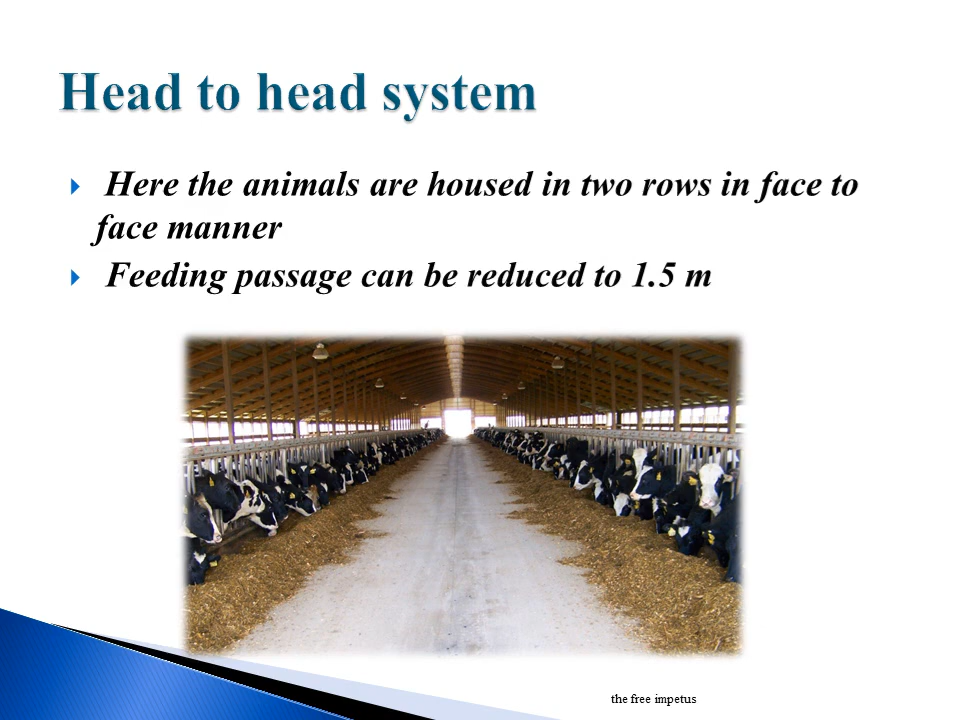 Head to head system
Here the animals are housed in two rows in face to
face manner
Feeding passage can be reduced to 1.5 m
the free impetus